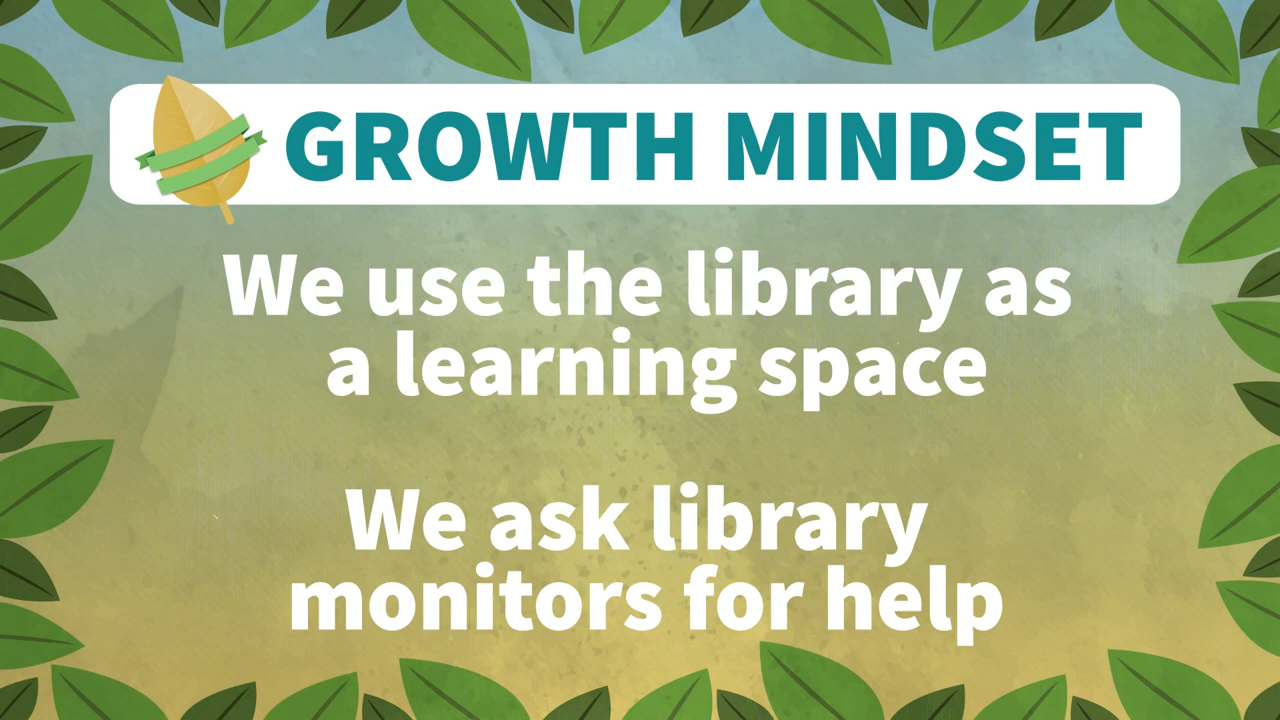 GROWTH MINDSET
We use the library as
a learning space
We ask library
monitors for help